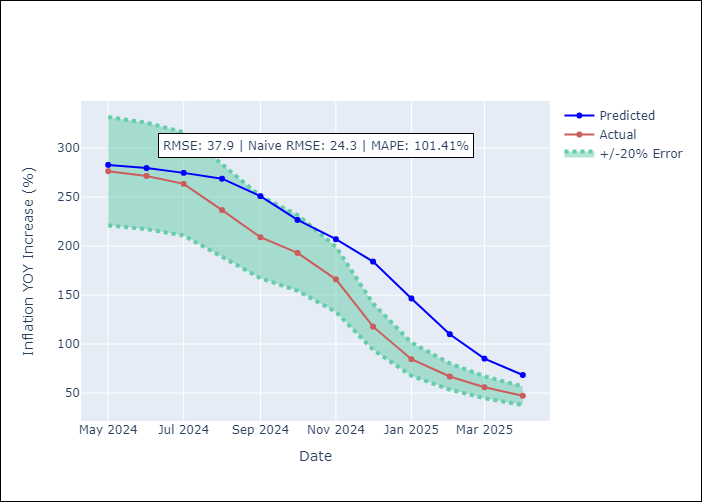 Predicted
Actual
+/-20% Error
RMSE: 37.9 | Naive RMSE: 24.3 | MAPE: 101.41%
Inflation YOY Increase (%)
300
250
200
150
100
50
May 2024
Jul 2024
Sep 2024
Nov 2024
Jan 2025
Mar 2025
Date